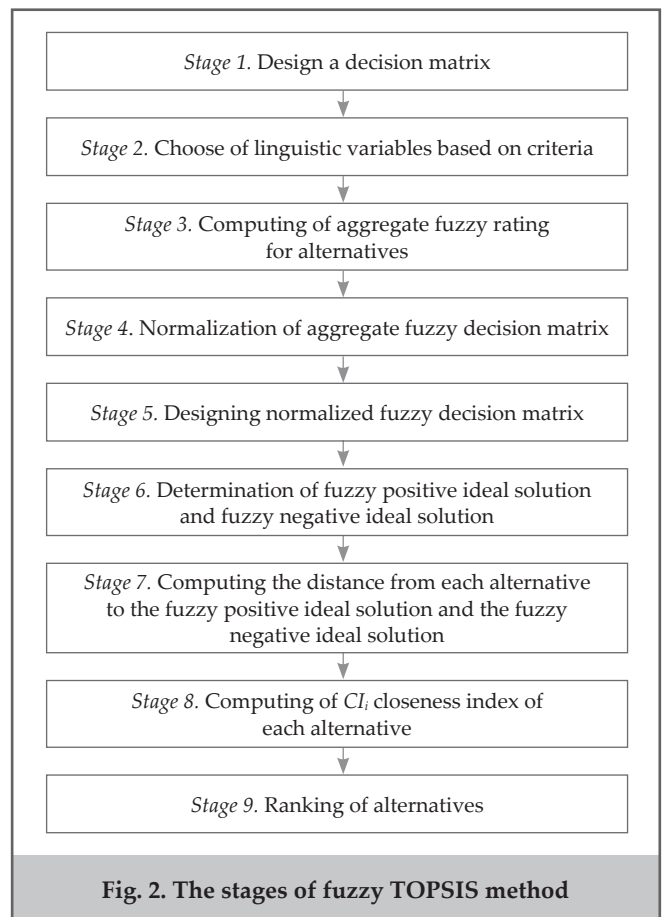 Stage 1. Design a decision matrix
Stage 2. Choose of linguistic variables based on criteria
Stage 3. Computing of aggregate fuzzy rating
for alternatives
Stage 4. Normalization of aggregate fuzzy decision matrix
Stage 5. Designing normalized fuzzy decision matrix
Stage 6. Determination of fuzzy positive ideal solution
and fuzzy negative ideal solution
Stage 7. Computing the distance from each alternative
to the fuzzy positive ideal solution and the fuzzy
negative ideal solution
Stage 8. Computing of CIi closeness index of
each alternative
Stage 9. Ranking of alternatives
Fig. 2. The stages of fuzzy TOPSIS method